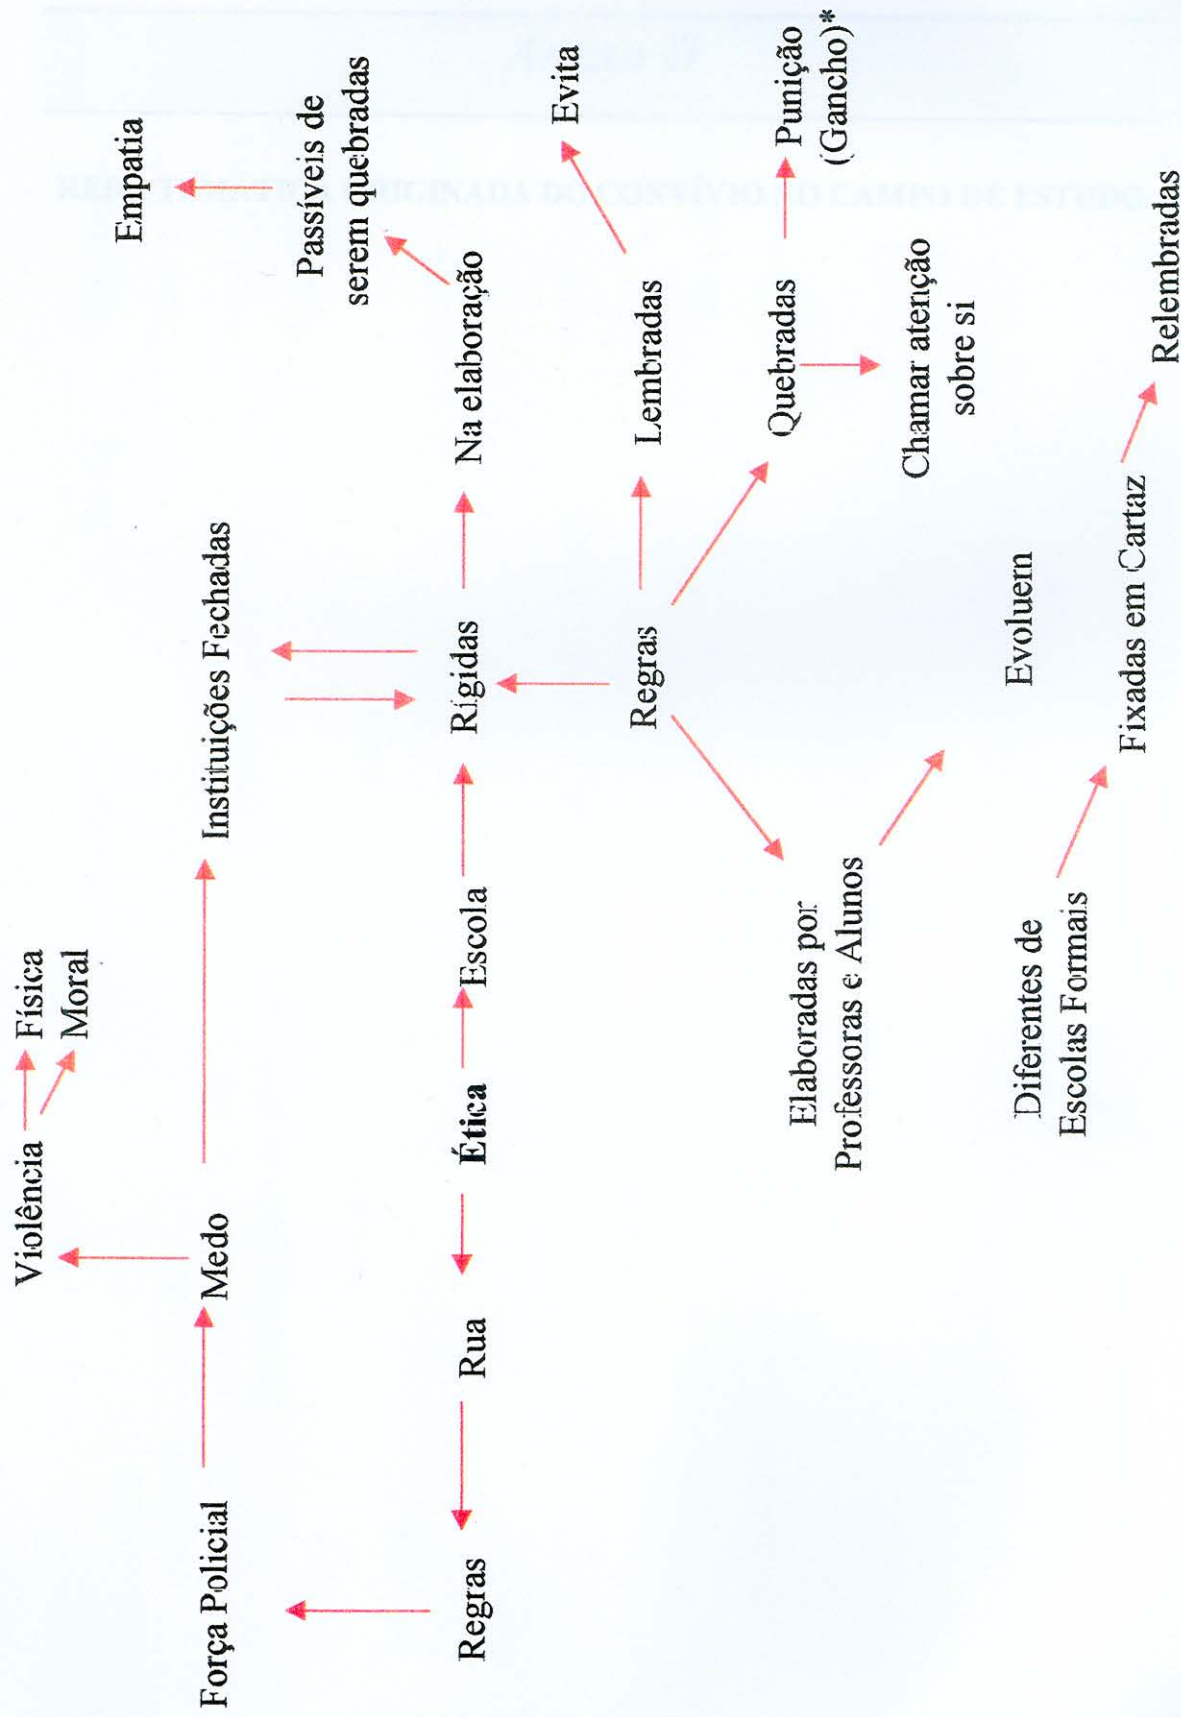 Violência
Física
Moral
Empatia
Força Policial
Medo
Instituições Fechadas
Passíveis de
serem quebradas
Regras
Rua
Ética
Escola
Rígidas
Na elaboração
Evita
Regras
Lembradas
Elaboradas por
Professoras e Alunos
Quebradas
Punição
(Gancho)*
Chamar atenção
sobre si
Evoluem
Diferentes de
Escolas Formais
Fixadas em Cartaz
Relembradas